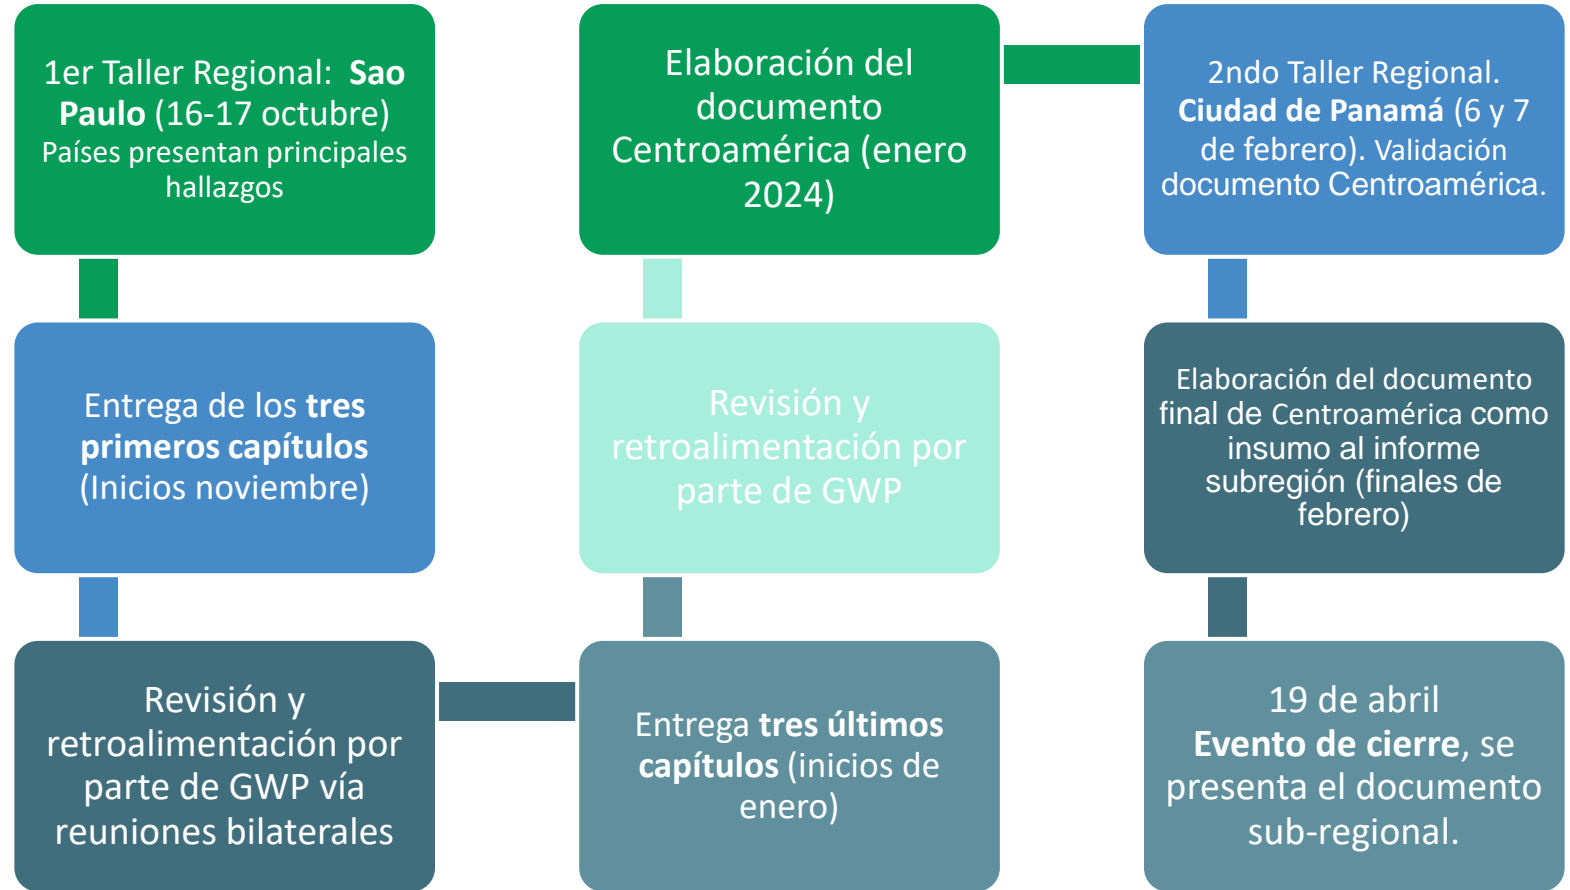 1er Taller Regional: Sao
Paulo (16-17 octubre)
Países presentan principales
hallazgos
Entrega de los tres
primeros capítulos
(Inicios noviembre)
Revisión y
retroalimentación por
parte de GWP vía
reuniones bilaterales
Entrega tres últimos
capítulos (inicios de
enero)
Revisión y
retroalimentación por
parte de GWP
Elaboración del
documento
Centroamérica (enero
2024)
2ndo Taller Regional.
Ciudad de Panamá (6 y 7
de febrero). Validación
documento Centroamérica.
Elaboración del documento
final de Centroamérica como
insumo al informe
subregión (finales de
febrero)
19 de abril
Evento de cierre, se
presenta el documento
sub-regional.